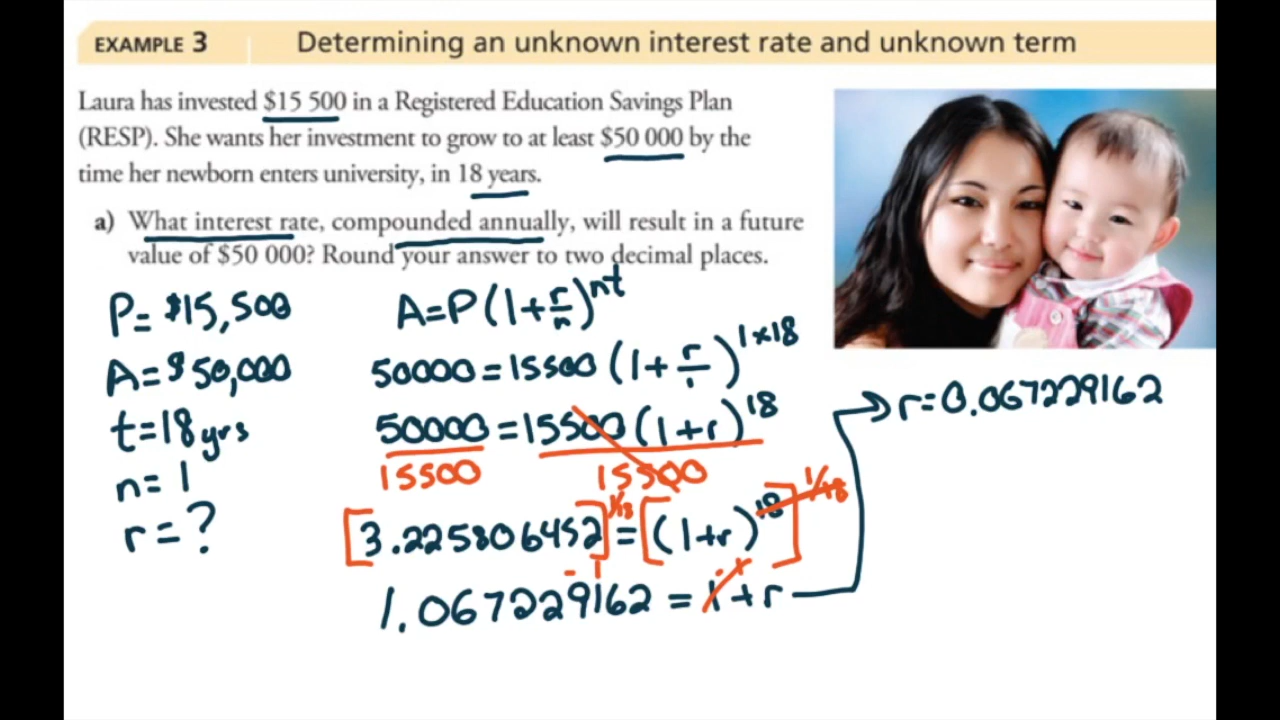 EXAMPLE 3 Determining an unknown interest rate and unknown term
Laura has invested $15 500 in a Registered Education Savings Plan
(RESP). She wants her investment to grow to at least $50 000 by the
time her newborn enters university, in 18 years.
a) What interest rate, compounded annually, will result in a future
value of $50 000? Round your answer to two decimal places.
P= $15,500
A=$50,000
t=18yrs
n= 1
r=?
A=P(1+r/n)^nt
50000=15500(1+r/1)^1×18
50000=15500(1+r)^18
15500 15500
[3.225806452]^1/18=[(1+r)^18]^1/18
-1 -1
1.067229162=1+r
r=0.067229162